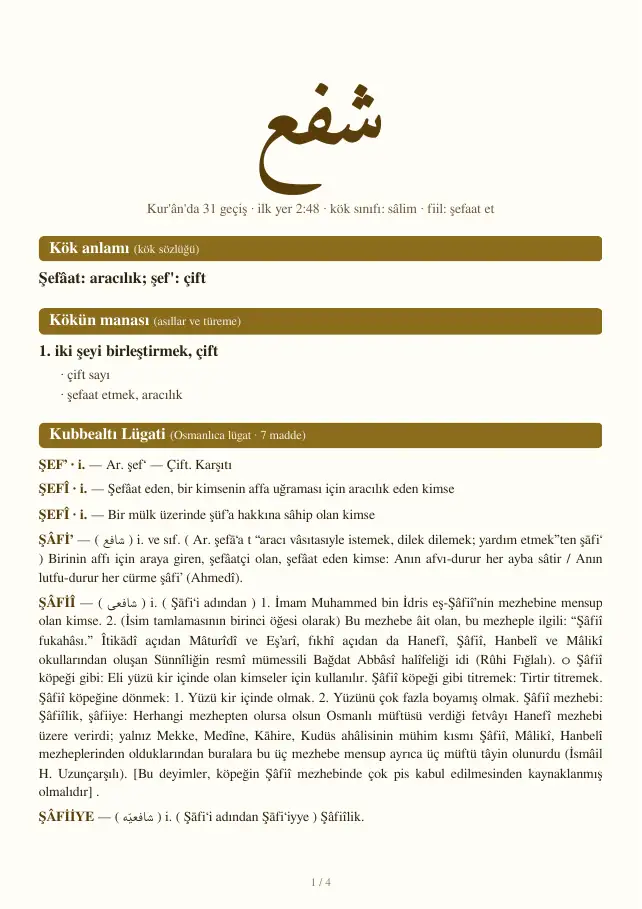 شفع
Kur'ân'da 31 geçiş · ilk yer 2:48 · kök sınıfı: sâlim · fiil: şefaat et
Kök anlamı (kök sözlüğü)
Şefâat: aracılık; şef': çift
Kökün manası (asıllar ve türeme)
1. iki şeyi birleştirmek, çift
· çift sayı
· şefaat etmek, aracılık
Kubbealtı Lügati (Osmanlıca lügat · 7 madde)
ŞEF’ · i. — Ar. şef‘ — Çift. Karşıtı
ŞEFÎ · i. — Şefâat eden, bir kimsenin affa uğraması için aracılık eden kimse
ŞEFÎ · i. — Bir mülk üzerinde şüf’a hakkına sâhip olan kimse
ŞÂFİ’ — ( شافع ) i. ve sıf. ( Ar. şefā‘a t “aracı vâsıtasıyle istemek, dilek dilemek; yardım etmek”ten şāfi‘
) Birinin affı için araya giren, şefâatçi olan, şefâat eden kimse: Anın afvı-durur her ayba sâtir / Anın
lutfu-durur her cürme şâfi’ (Ahmedî).
ŞÂFİÎ — ( شافعى ) i. ( Şāfi‘i adından ) 1. İmam Muhammed bin İdris eş-Şâfiî’nin mezhebine mensup
olan kimse. 2. (İsim tamlamasının birinci öğesi olarak) Bu mezhebe âit olan, bu mezheple ilgili: “Şâfiî
fukahâsı.” Îtikādî açıdan Mâturîdî ve Eş’arî, fıkhî açıdan da Hanefî, Şâfiî, Hanbelî ve Mâlikî
okullarından oluşan Sünnîliğin resmî mümessili Bağdat Abbâsî halîfeliği idi (Rûhi Fığlalı). ѻ Şâfiî
köpeği gibi: Eli yüzü kir içinde olan kimseler için kullanılır. Şâfiî köpeği gibi titremek: Tirtir titremek.
Şâfiî köpeğine dönmek: 1. Yüzü kir içinde olmak. 2. Yüzünü çok fazla boyamış olmak. Şâfiî mezhebi:
Şâfiîlik, şâfiiye: Herhangi mezhepten olursa olsun Osmanlı müftüsü verdiği fetvâyı Hanefî mezhebi
üzere verirdi; yalnız Mekke, Medîne, Kāhire, Kudüs ahâlisinin mühim kısmı Şâfiî, Mâlikî, Hanbelî
mezheplerinden olduklarından buralara bu üç mezhebe mensup ayrıca üç müftü tâyin olunurdu (İsmâil
H. Uzunçarşılı). [Bu deyimler, köpeğin Şâfiî mezhebinde çok pis kabul edilmesinden kaynaklanmış
olmalıdır] .
ŞÂFİİYE — ( شافعيّه ) i. ( Şāfi‘i adından Şāfi‘iyye ) Şâfiîlik.
1 / 4